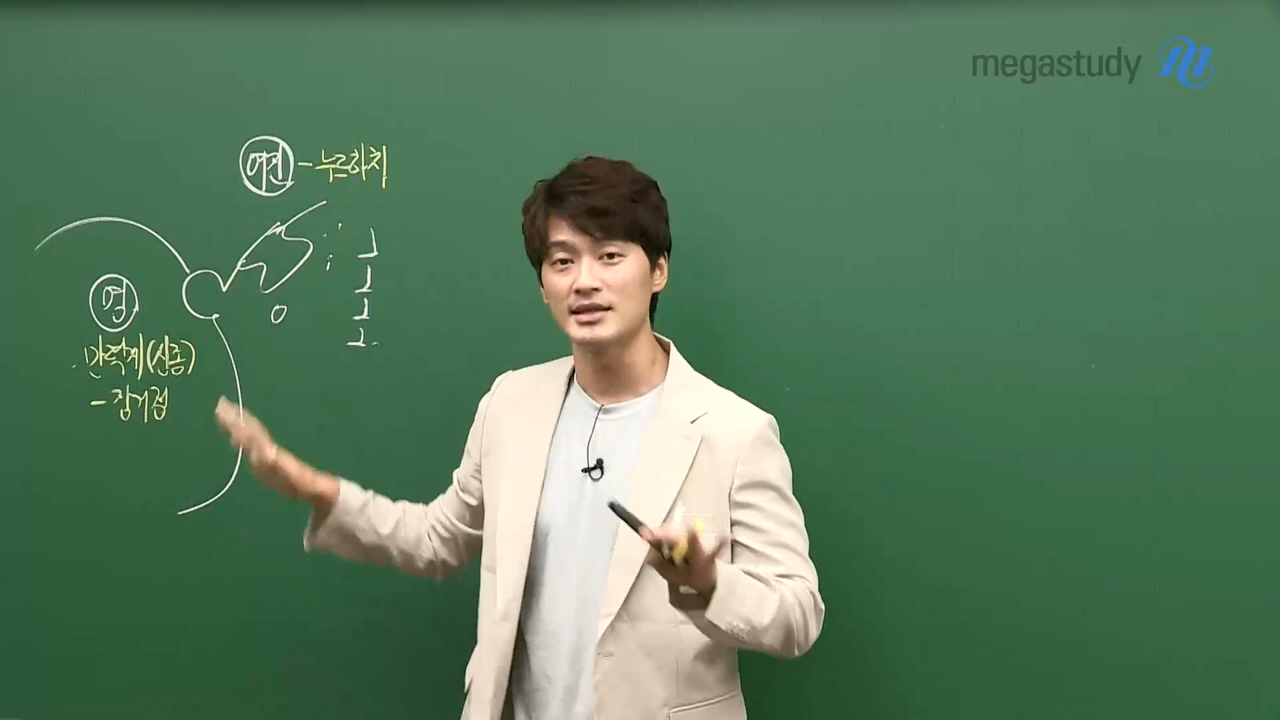 megastudy
여진 - 누르하치
명
만력제(신종)
- 장거정